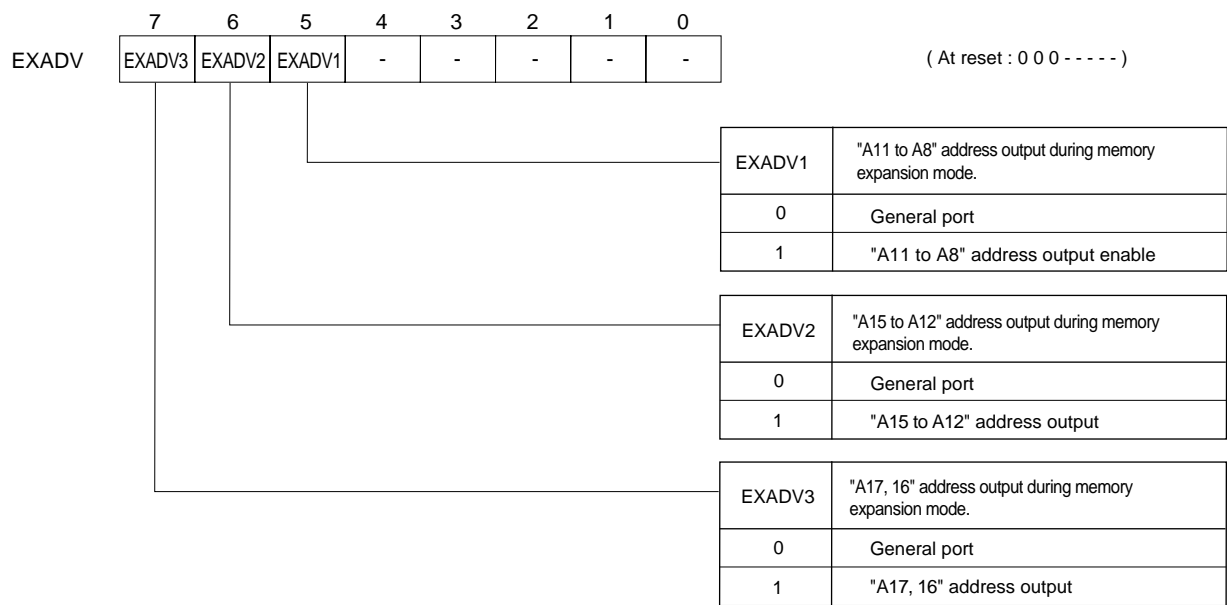 7 6 5 4 3 2 1 0
EXADV EXADV3 EXADV2 EXADV1 - - - - - ( At reset : 0 0 0 - - - - - )
EXADV1 "A11 to A8" address output during memory
expansion mode.
0 General port
1 "A11 to A8" address output enable
EXADV2 "A15 to A12" address output during memory
expansion mode.
0 General port
1 "A15 to A12" address output
EXADV3 "A17, 16" address output during memory
expansion mode.
0 General port
1 "A17, 16" address output